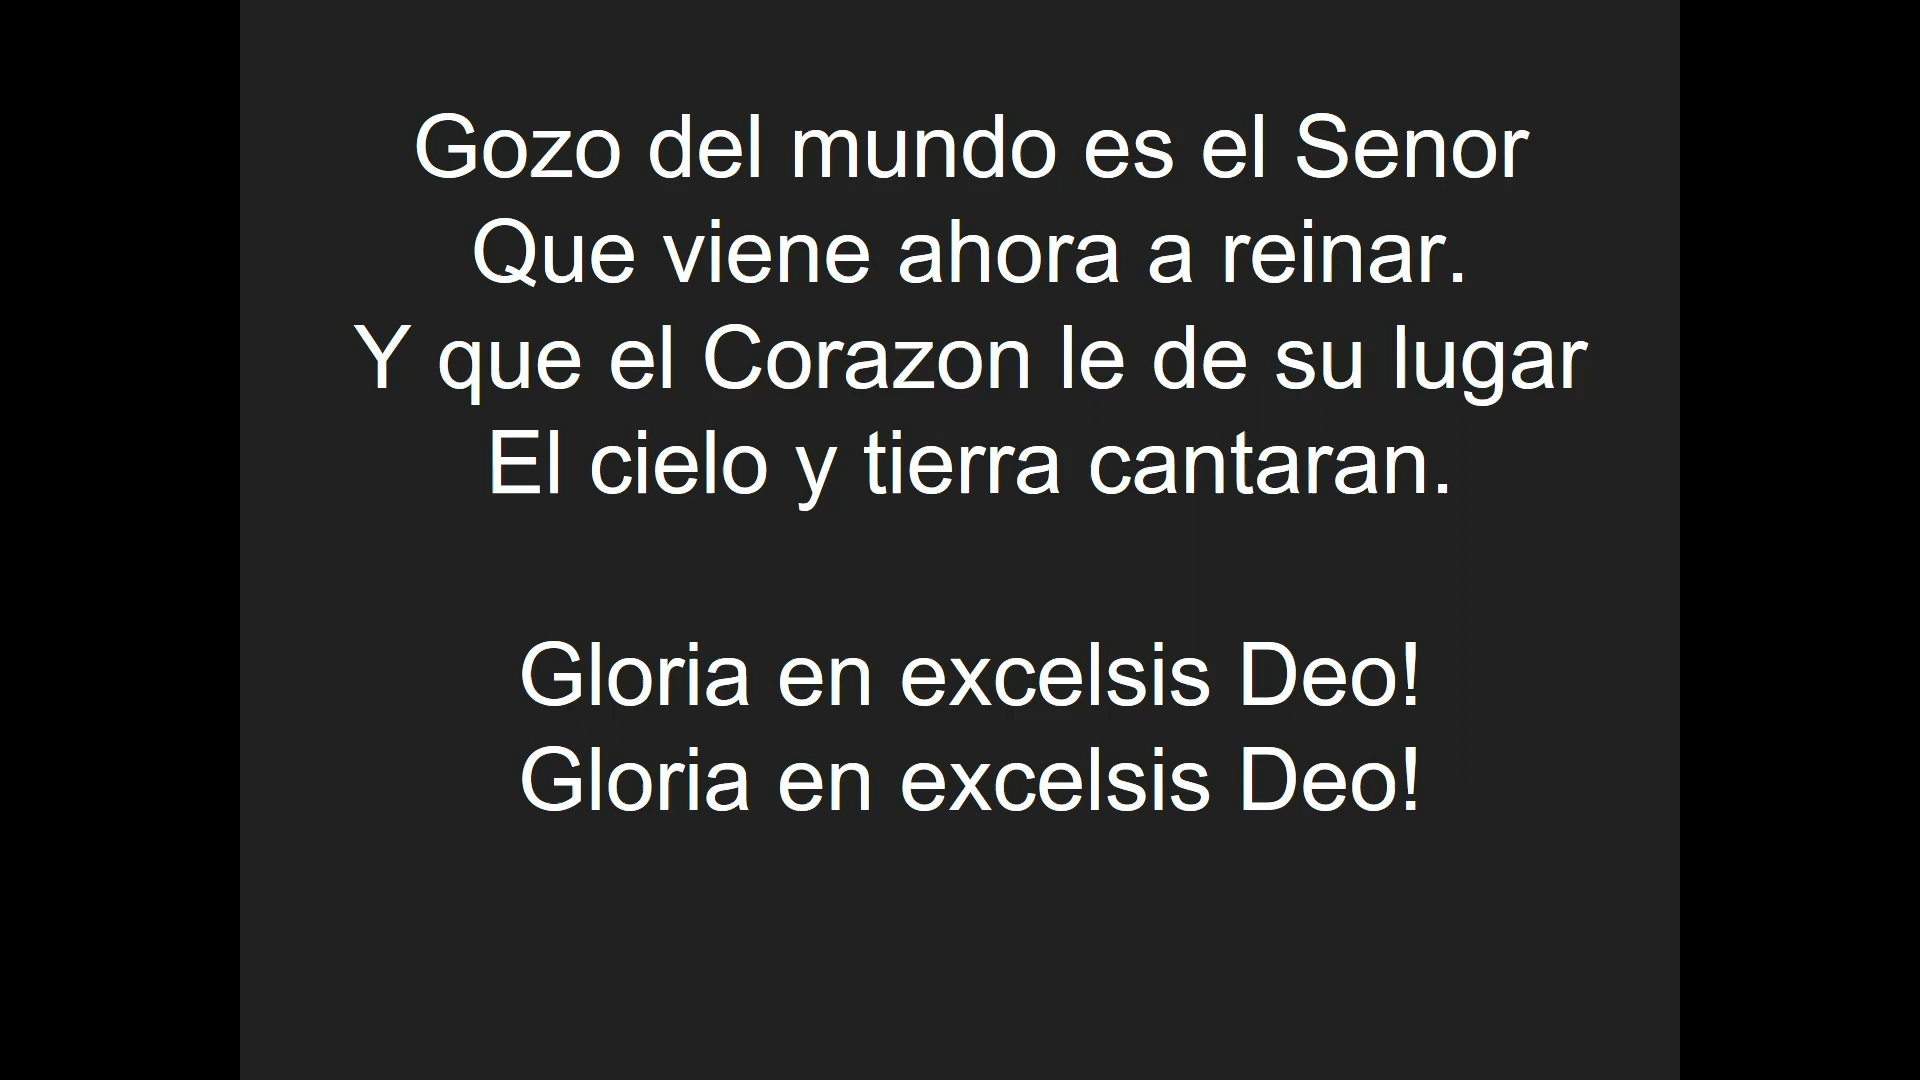 Gozo del mundo es el Senor
Que viene ahora a reinar.
Y que el Corazon le de su lugar
El cielo y tierra cantaran.
Gloria en excelsis Deo!
Gloria en excelsis Deo!